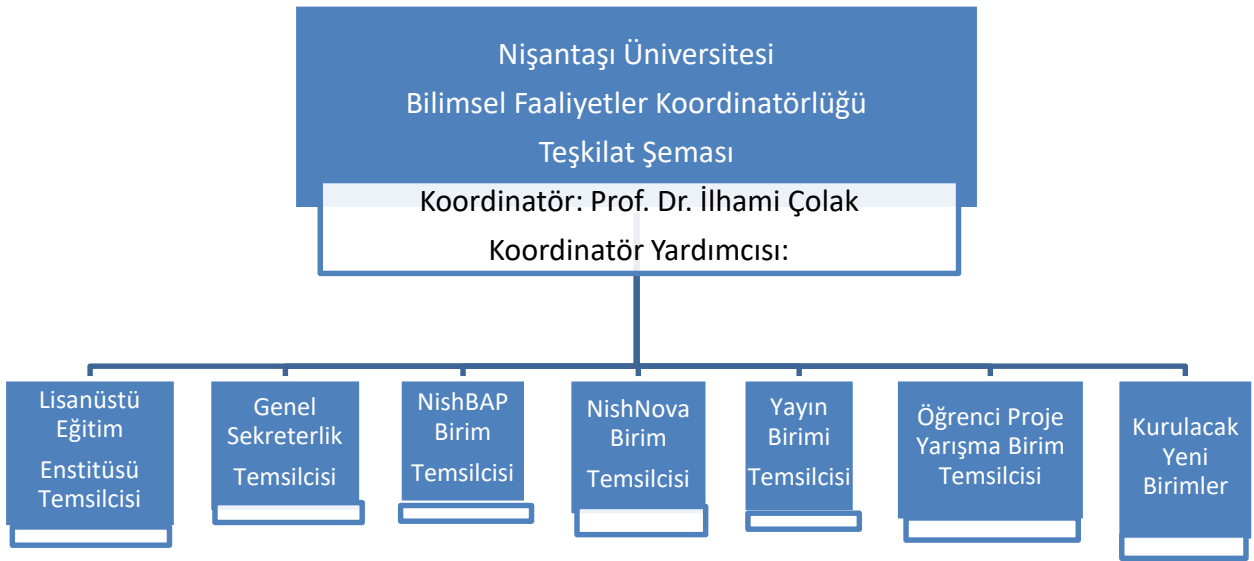 Nişantaşı Üniversitesi
Bilimsel Faaliyetler Koordinatörlüğü
Teşkilat Şeması
Koordinatör: Prof. Dr. İlhami Çolak
Koordinatör Yardımcısı:
Lisanüstü
Eğitim
Enstitüsü
Temsilcisi
Genel
Sekreterlik
Temsilcisi
NishBAP
Birim
Temsilcisi
NishNova
Birim
Temsilcisi
Yayın
Birimi
Temsilcisi
Öğrenci Proje
Yarışma Birim
Temsilcisi
Kurulacak
Yeni
Birimler